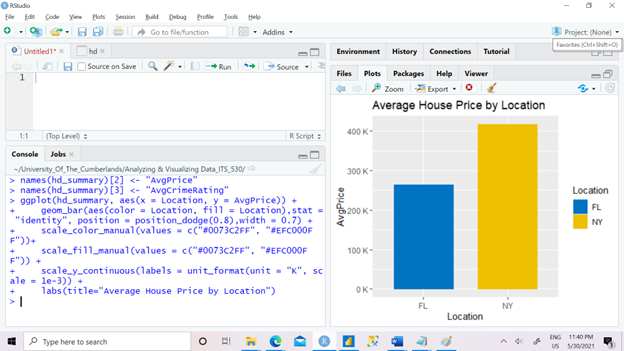 RStudio
File Edit Code View Plots Session Build Debug Profile Tools Help
Go to file/function Addins Project: (None)
Favorites (Ctrl+Shift+O)
Untitled1* hd
Source on Save Run Source
1
1:1 (Top Level) R Script
Console Jobs
~/University_Of_The_Cumberlands/Analyzing & Visualizing Data_ITS_530/
> names(hd_summary)[2] <- "AvgPrice"
> names(hd_summary)[3] <- "AvgCrimeRating"
> ggplot(hd_summary, aes(x = Location, y = AvgPrice)) +
+ geom_bar(aes(color = Location, fill = Location),stat =
"identity", position = position_dodge(0.8),width = 0.7) +
+ scale_color_manual(values = c("#0073C2FF", "#EFC000F
F"))+
+ scale_fill_manual(values = c("#0073C2FF", "#EFC000F
F")) +
+ scale_y_continuous(labels = unit_format(unit = "K", sc
ale = 1e-3)) +
+ labs(title="Average House Price by Location")
>
Environment History Connections Tutorial
Files Plots Packages Help Viewer
Zoom Export
Average House Price by Location
400 K
300 K
200 K
100 K
0 K
AvgPrice
FL NY
Location
Location
FL
NY
Type here to search
ENG 11:40 PM
US 5/30/2021